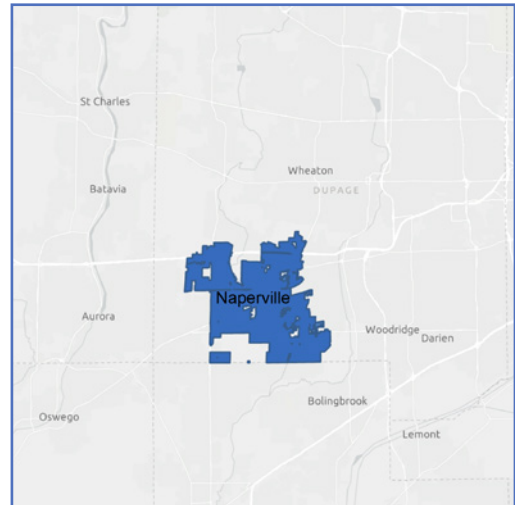 St Charles
Wheaton
DUPAGE
Batavia
Naperville
Aurora
Woodridge
Darien
Bolingbrook
Oswego
Lemont